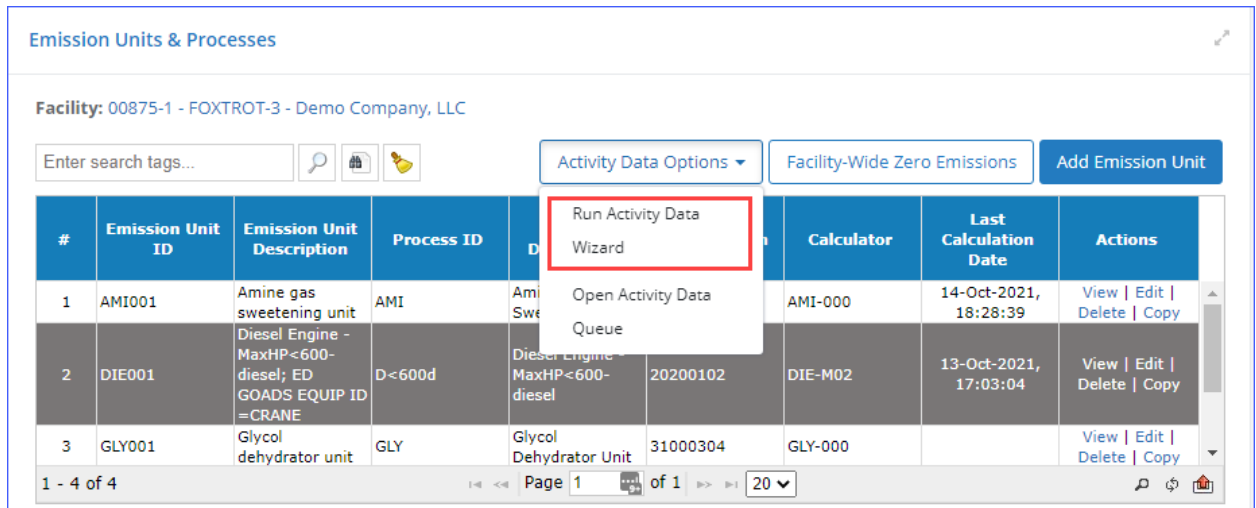 Emission Units & Processes
Facility: 00875-1 - FOXTROT-3 - Demo Company, LLC
Enter search tags...
Activity Data Options
Facility-Wide Zero Emissions
Add Emission Unit
Run Activity Data
Wizard
Open Activity Data
Queue
#
Emission Unit
ID
Emission Unit
Description
Process ID
D
n
Calculator
Last
Calculation
Date
Actions
1
AMI001
Amine gas
sweetening unit
AMI
Ami
Swe
AMI-000
14-Oct-2021,
18:28:39
View | Edit |
Delete | Copy
2
DIE001
Diesel Engine -
MaxHP<600-
diesel; ED
GOADS EQUIP ID
=CRANE
D<600d
Diesel Engine -
MaxHP<600-
diesel
20200102
DIE-M02
13-Oct-2021,
17:03:04
View | Edit |
Delete | Copy
3
GLY001
Glycol
dehydrator unit
GLY
Glycol
Dehydrator Unit
31000304
GLY-000
View | Edit |
Delete | Copy
1 - 4 of 4
Page 1 of 1
20